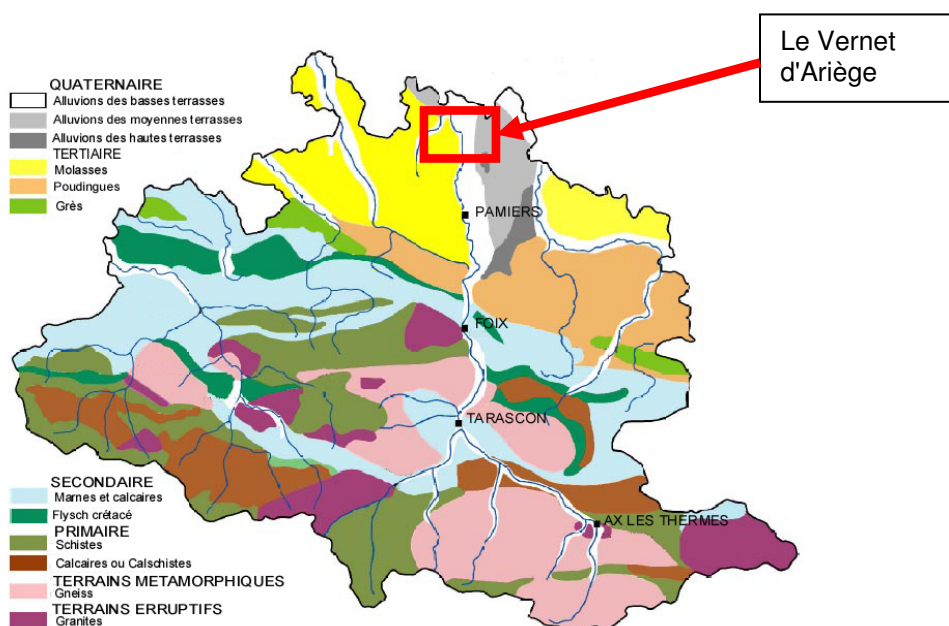 Le Vernet
d'Ariège
QUATERNAIRE
Alluvions des basses terrasses
Alluvions des moyennes terrasses
Alluvions des hautes terrasses
TERTIAIRE
Molasses
Poudingues
Grès
PAMIERS
FOIX
TARASCON
AX LES THERMES
SECONDAIRE
Marnes et calcaires
Flysch crétacé
PRIMAIRE
Schistes
Calcaires ou Calschistes
TERRAINS METAMORPHIQUES
Gneiss
TERRAINS ERRUPTIFS
Granites